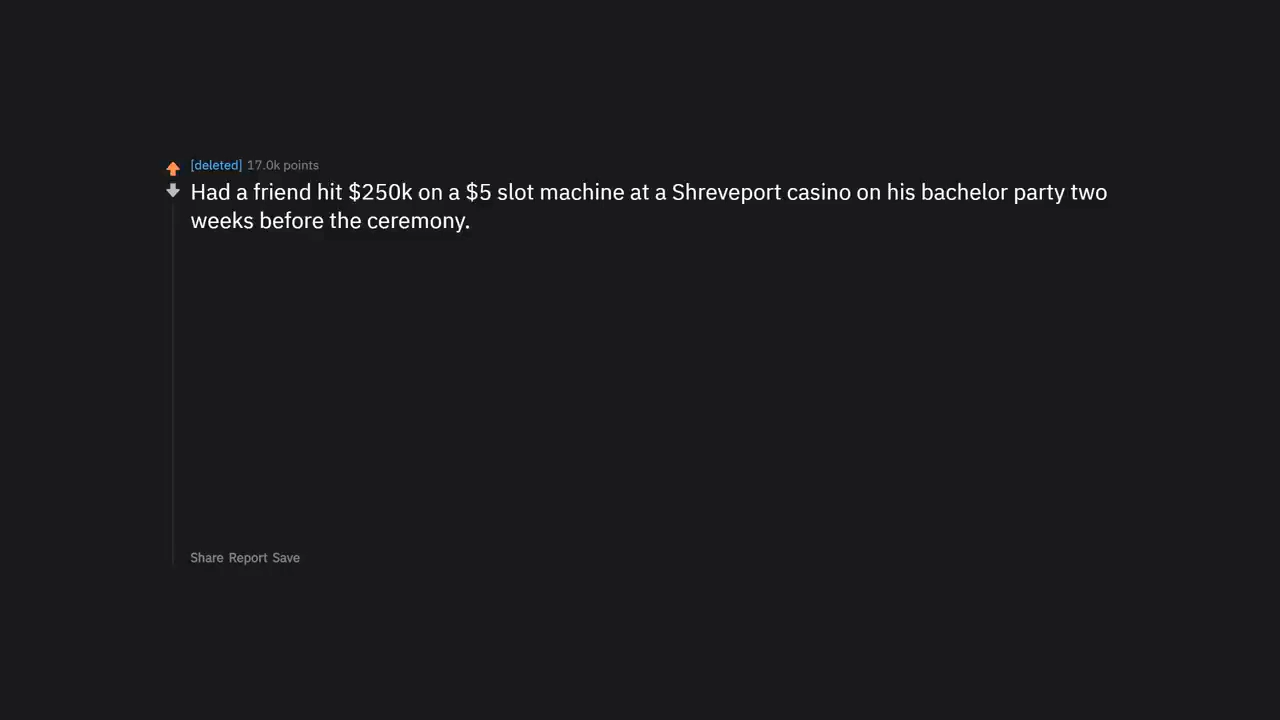 [deleted] 17.0k points
Had a friend hit $250k on a $5 slot machine at a Shreveport casino on his bachelor party two
weeks before the ceremony.
Share Report Save